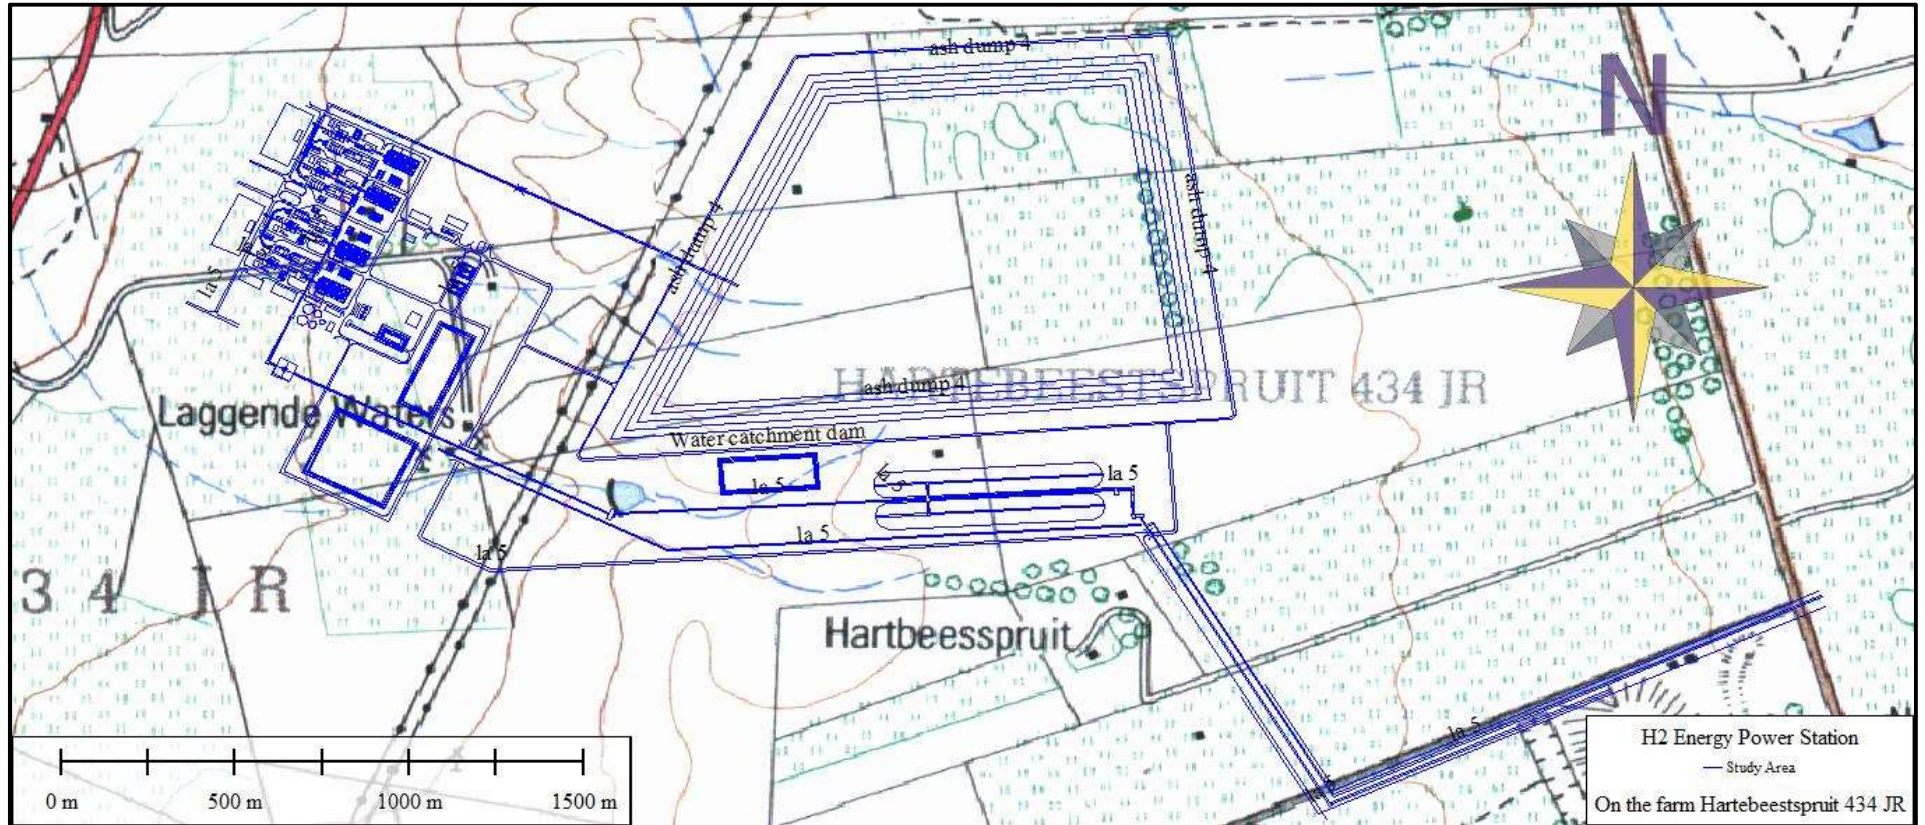 ash dump 4
N
ash dump 4
ash dump 4
la 5
HARTEBEESTSPRUIT 434 JR
ash dump 4
Laggende Waters
Water catchment dam
la 5
la 5
la 5
la 5
la 5
34 JR
Hartbeesspruit
la 5
0 m
500 m
1000 m
1500 m
H2 Energy Power Station
Study Area
On the farm Hartebeestspruit 434 JR